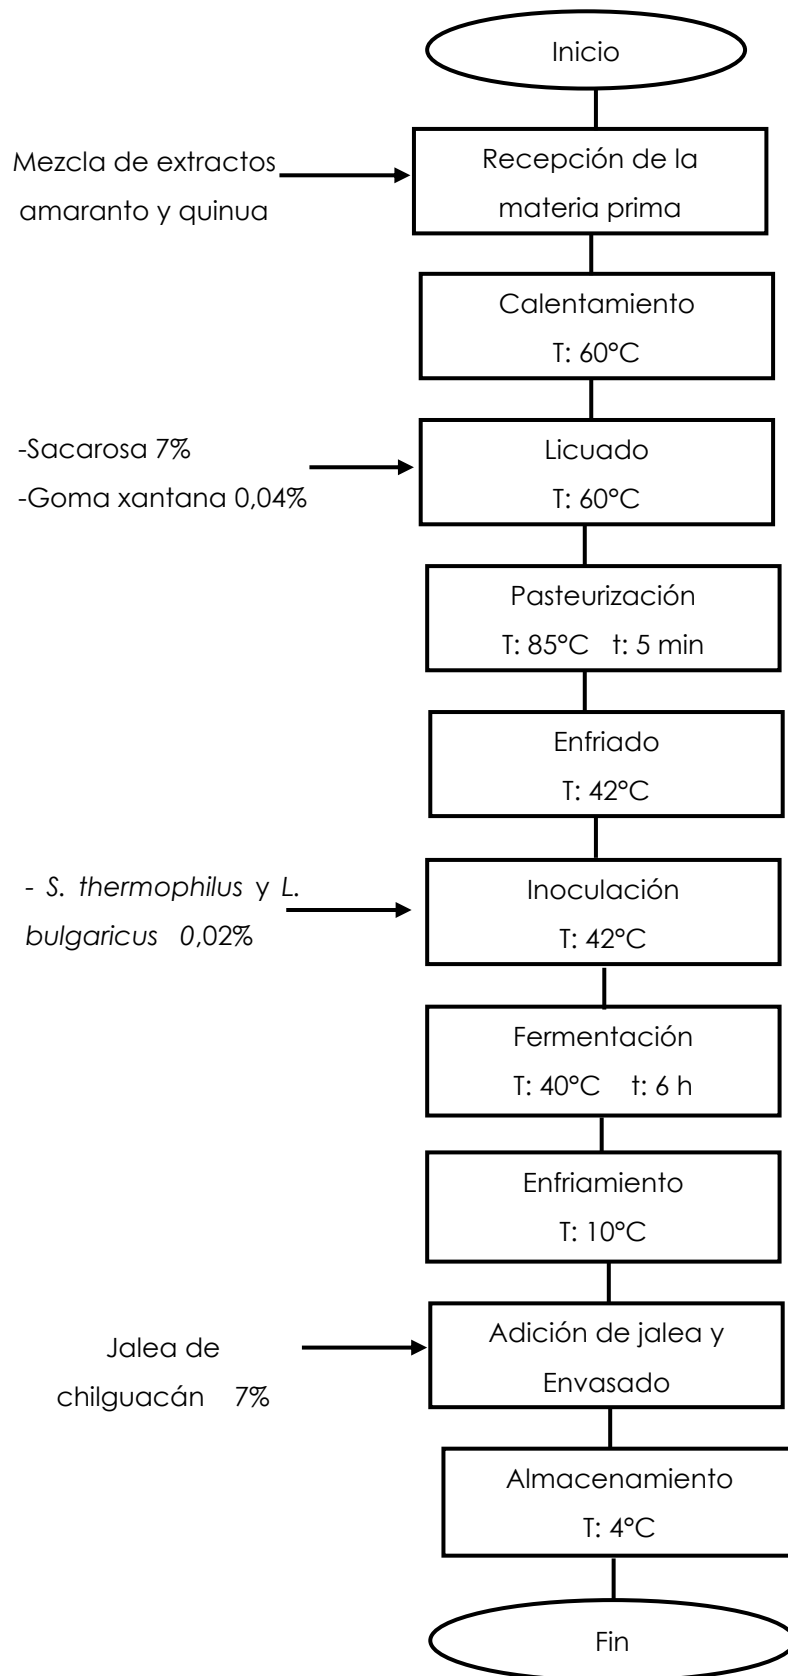 Inicio
Mezcla de extractos
amaranto y quinua
Recepción de la
materia prima
Calentamiento
T: 60°C
-Sacarosa 7%
-Goma xantana 0,04%
Licuado
T: 60°C
Pasteurización
T: 85°C t: 5 min
Enfriado
T: 42°C
- S. thermophilus y L.
bulgaricus 0,02%
Inoculación
T: 42°C
Fermentación
T: 40°C t: 6 h
Enfriamiento
T: 10°C
Jalea de
chilguacán 7%
Adición de jalea y
Envasado
Almacenamiento
T: 4°C
Fin